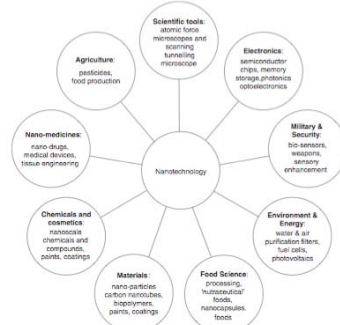 Scientific tools:
atomic force
microscopes and
scanning
tunnelling
microscope
Electronics:
semiconductor
chips, memory
storage,photonics
optoelectronics
Military &
Security:
bio-sensors,
weapons,
sensory
enhancement
Environment &
Energy:
water & air
purification filters,
fuel cells,
photovoltaics
Food Science:
processing,
'nutraceutical'
foods,
nanocapsules,
foods
Materials:
nano-particles
carbon nanotubes,
biopolymers,
paints, coatings
Chemicals and
cosmetics:
nanoscale
chemicals and
compounds,
paints, coatings
Nano-medicines:
nano-drugs,
medical devices,
tissue engineering
Agriculture:
pesticides,
food production
Nanotechnology